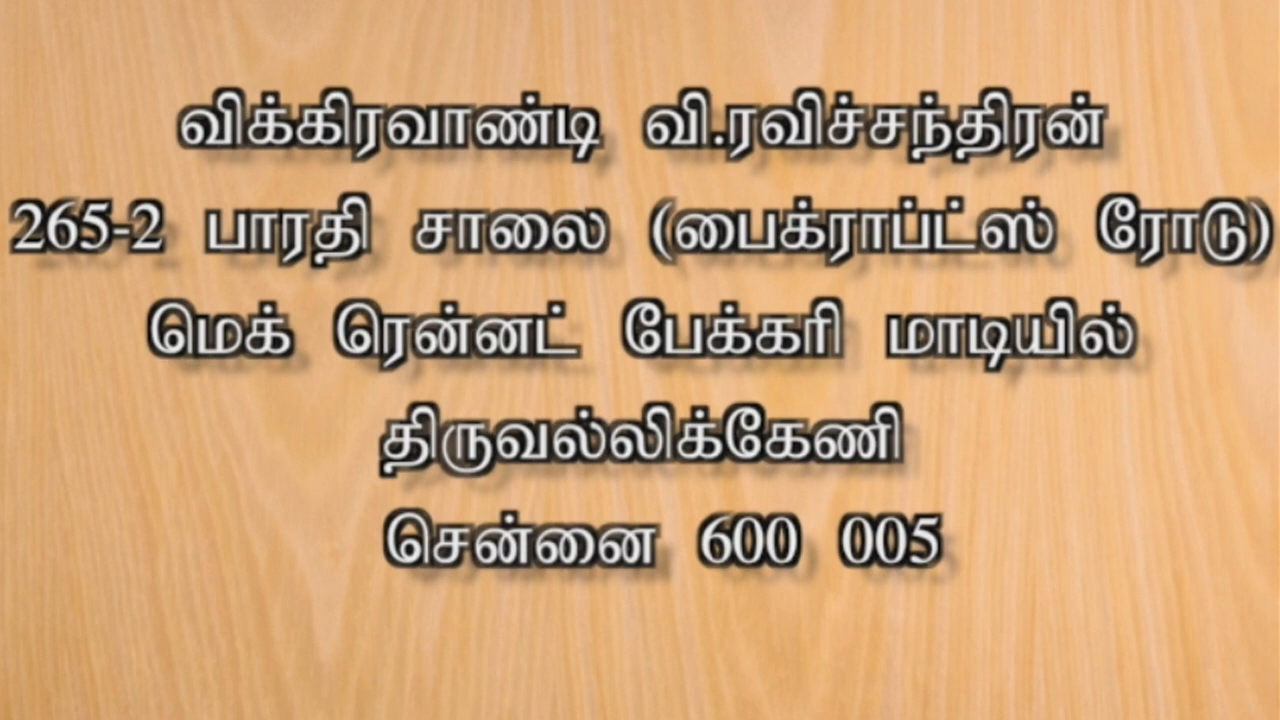 விக்கிரவாண்டி வி.ரவிச்சந்திரன்
265-2 பாரதி சாலை (பைக்ராப்ட்ஸ் ரோடு)
மெக் ரென்னட் பேக்கரி மாடியில்
திருவல்லிக்கேணி
சென்னை 600 005